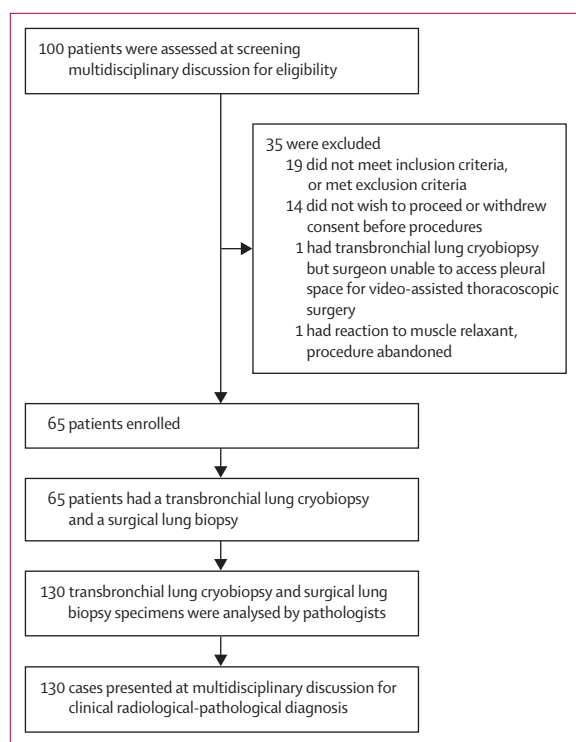 100 patients were assessed at screening
multidisciplinary discussion for eligibility
35 were excluded
19 did not meet inclusion criteria,
or met exclusion criteria
14 did not wish to proceed or withdrew
consent before procedures
1 had transbronchial lung cryobiopsy
but surgeon unable to access pleural
space for video-assisted thoracoscopic
surgery
1 had reaction to muscle relaxant,
procedure abandoned
65 patients enrolled
65 patients had a transbronchial lung cryobiopsy
and a surgical lung biopsy
130 transbronchial lung cryobiopsy and surgical lung
biopsy specimens were analysed by pathologists
130 cases presented at multidisciplinary discussion for
clinical radiological-pathological diagnosis